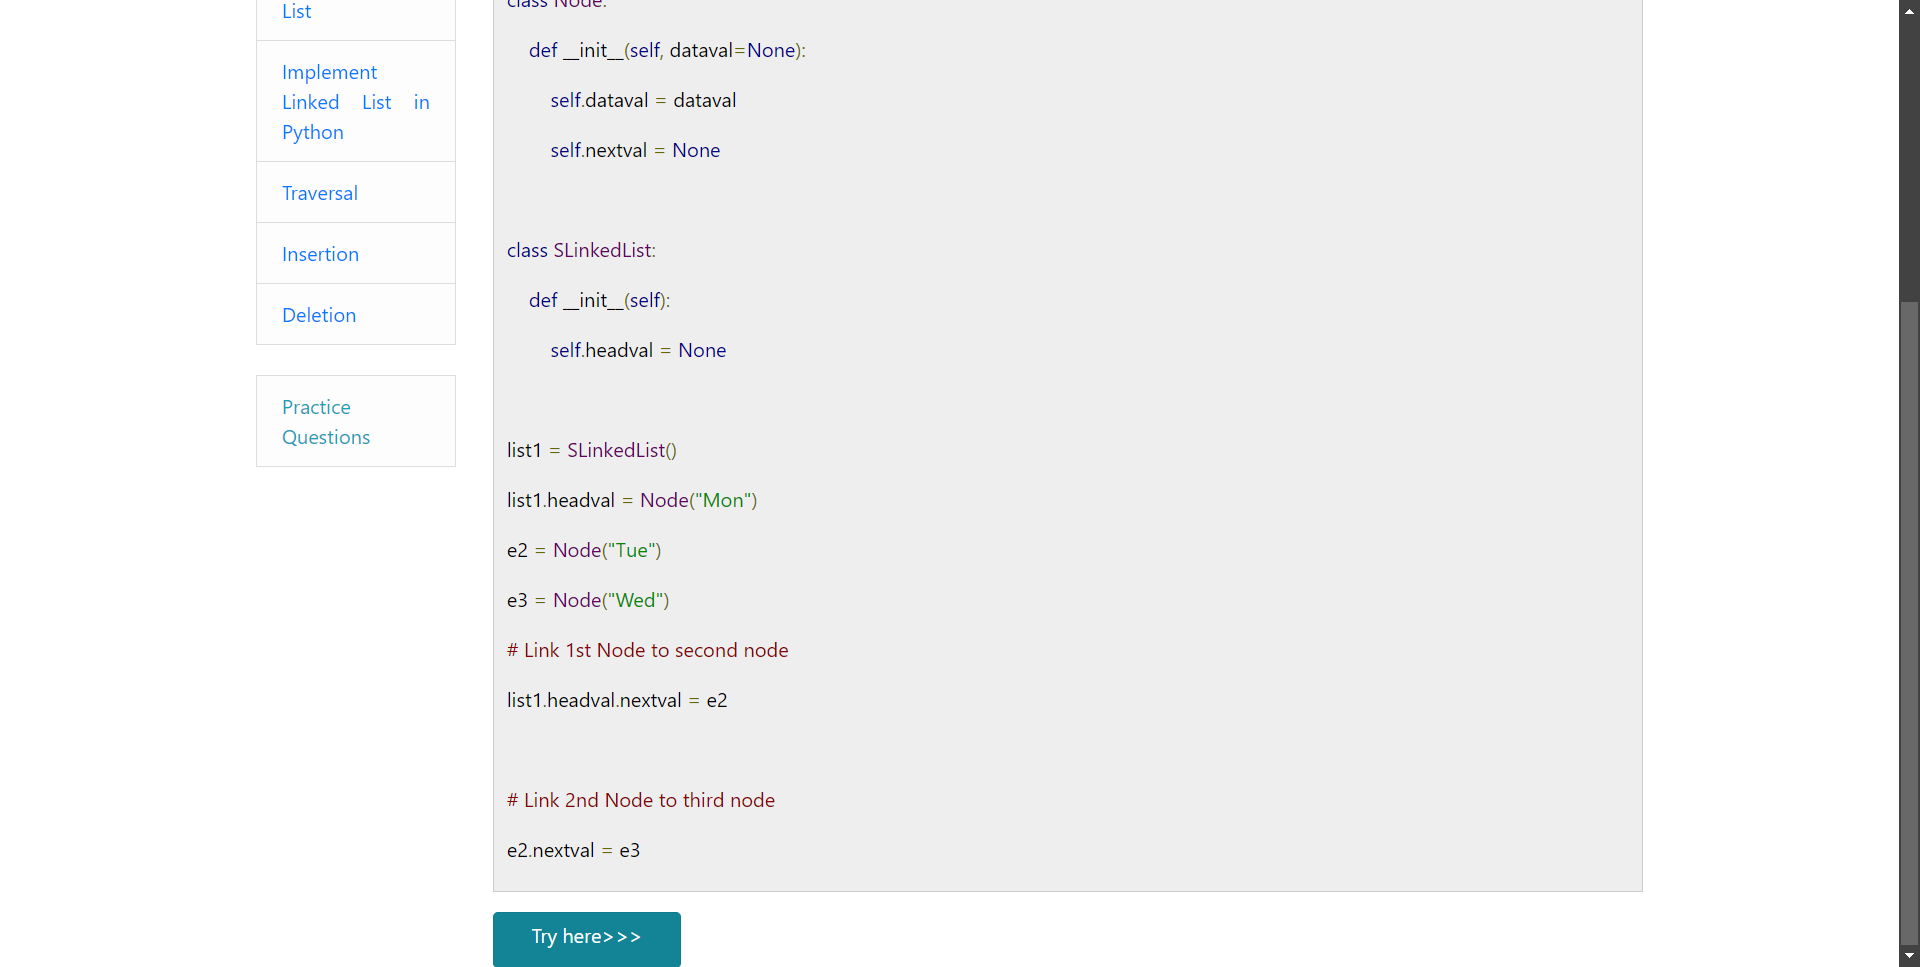 List
Implement
Linked List in
Python
Traversal
Insertion
Deletion
Practice
Questions
class Node:
def __init__(self, dataval=None):
self.dataval = dataval
self.nextval = None
class SLinkedList:
def __init__(self):
self.headval = None
list1 = SLinkedList()
list1.headval = Node("Mon")
e2 = Node("Tue")
e3 = Node("Wed")
# Link 1st Node to second node
list1.headval.nextval = e2
# Link 2nd Node to third node
e2.nextval = e3
Try here>>>